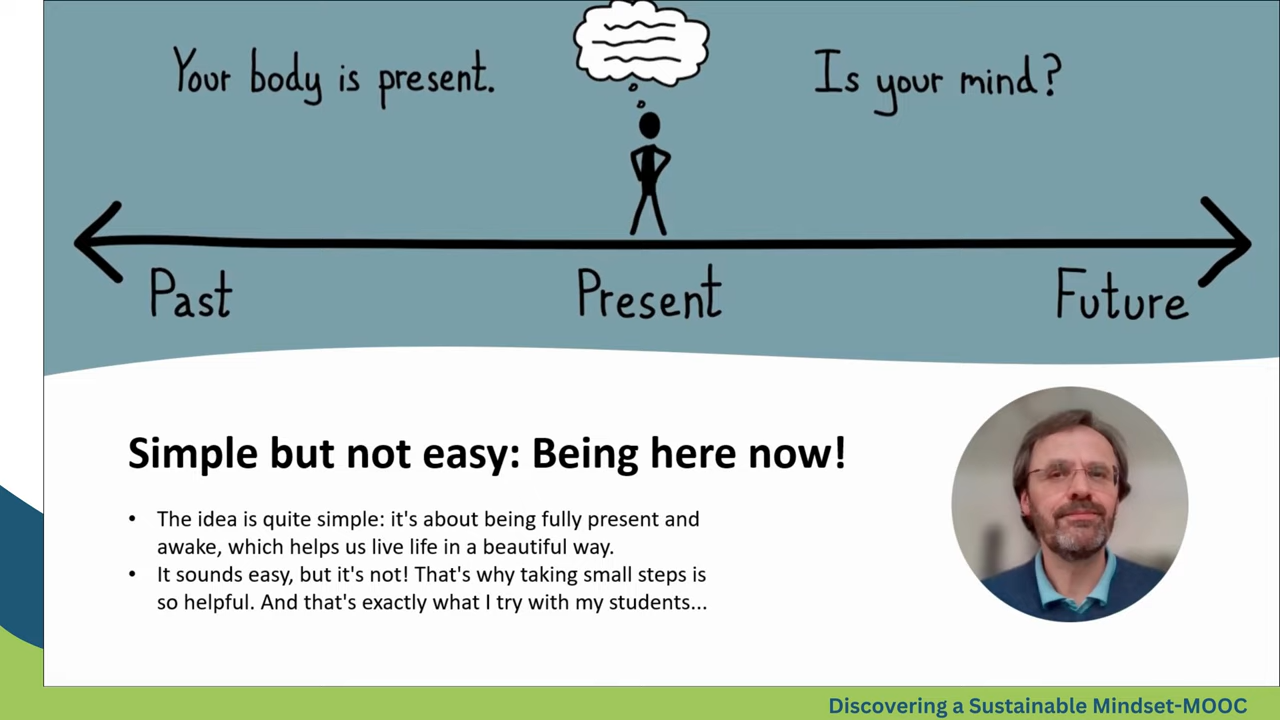 Your body is present.
Is your mind?
Past
Present
Future
Simple but not easy: Being here now!
• The idea is quite simple: it's about being fully present and
awake, which helps us live life in a beautiful way.
• It sounds easy, but it's not! That's why taking small steps is
so helpful. And that's exactly what I try with my students...
Discovering a Sustainable Mindset-MOOC